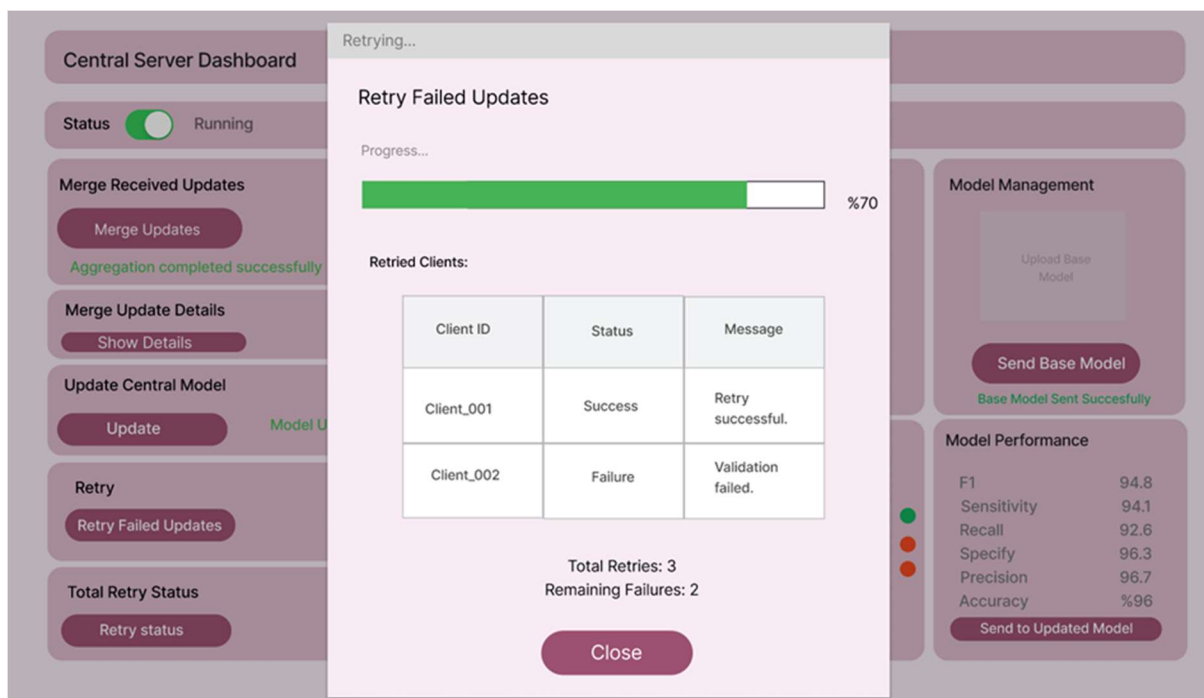 Central Server Dashboard
Status
Running
Merge Received Updates
Merge Updates
Aggregation completed successfully
Merge Update Details
Show Details
Update Central Model
Update
Model
Retry
Retry Failed Updates
Total Retry Status
Retry status
Retrying...
Retry Failed Updates
Progress...
%70
Retried Clients:
Client ID Status Message
Client_001 Success Retry
successful.
Client_002 Failure Validation
failed.
Total Retries: 3
Remaining Failures: 2
Close
Model Management
Upload Base
Model
Send Base Model
Base Model Sent Succesfully
Model Performance
F1 94.8
Sensitivity 94.1
Recall 92.6
Specify 96.3
Precision 96.7
Accuracy %96
Send to Updated Model